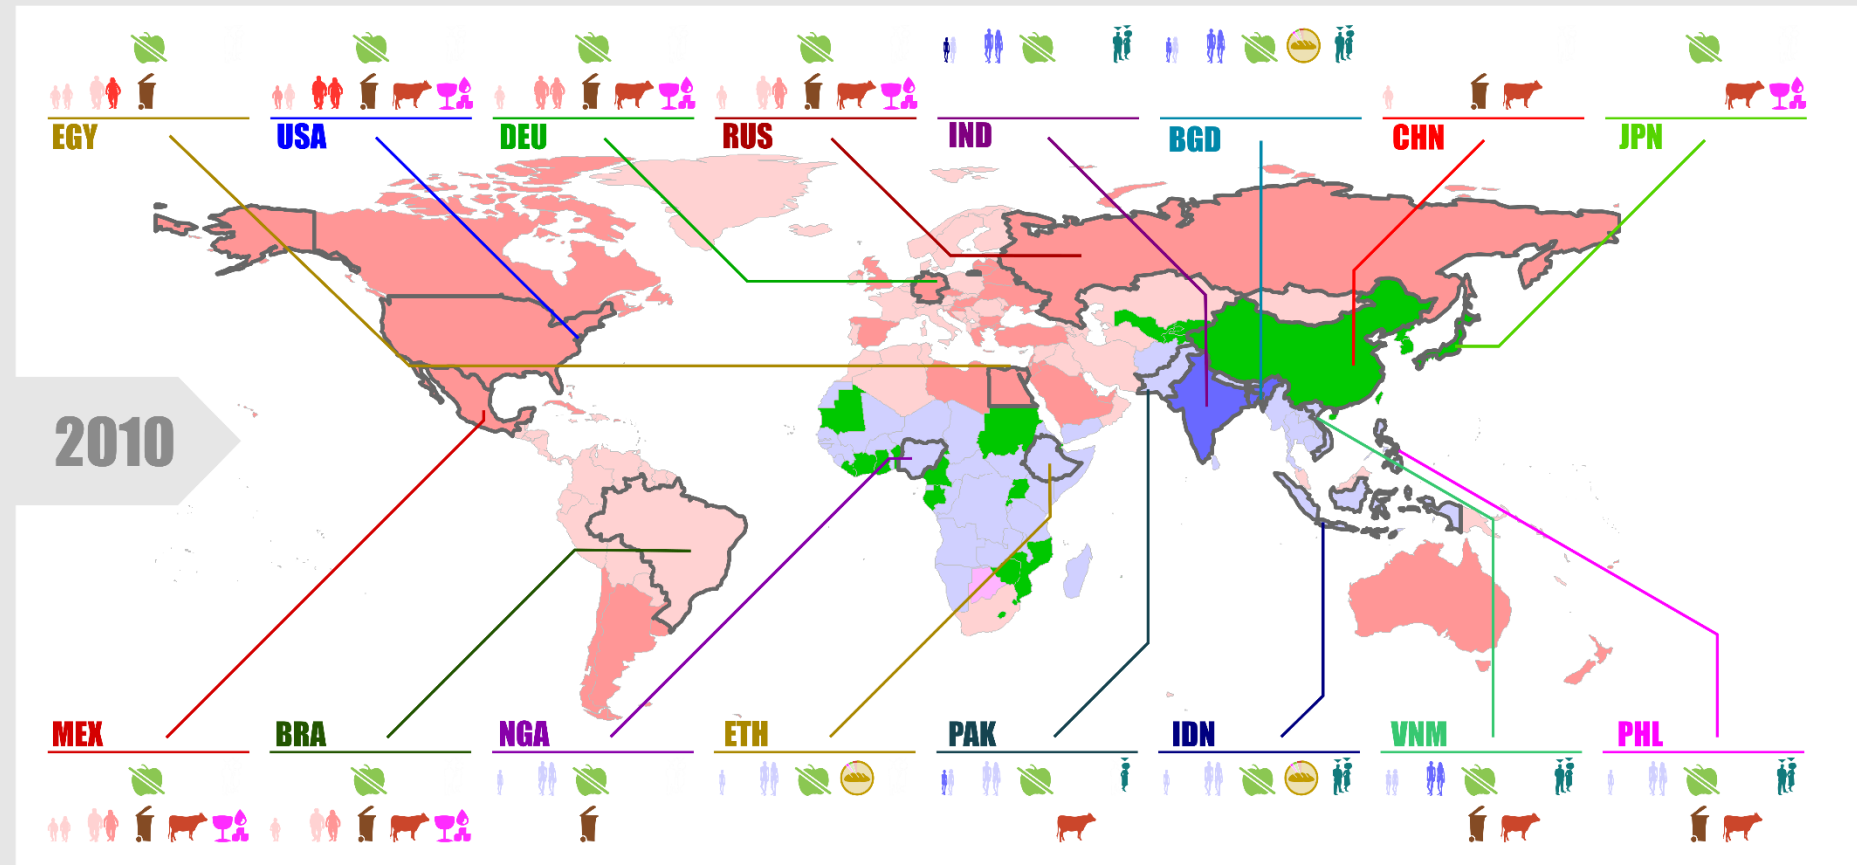 EGY
USA
DEU
RUS
IND
BGD
CHN
JPN
2010
MEX
BRA
NGA
ETH
PAK
IDN
VNM
PHL